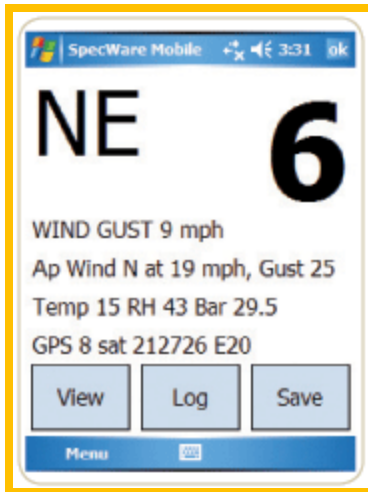 SpecWare Mobile 3:31 ok
NE 6
WIND GUST 9 mph
Ap Wind N at 19 mph, Gust 25
Temp 15 RH 43 Bar 29.5
GPS 8 sat 212726 E20
View Log Save
Menu